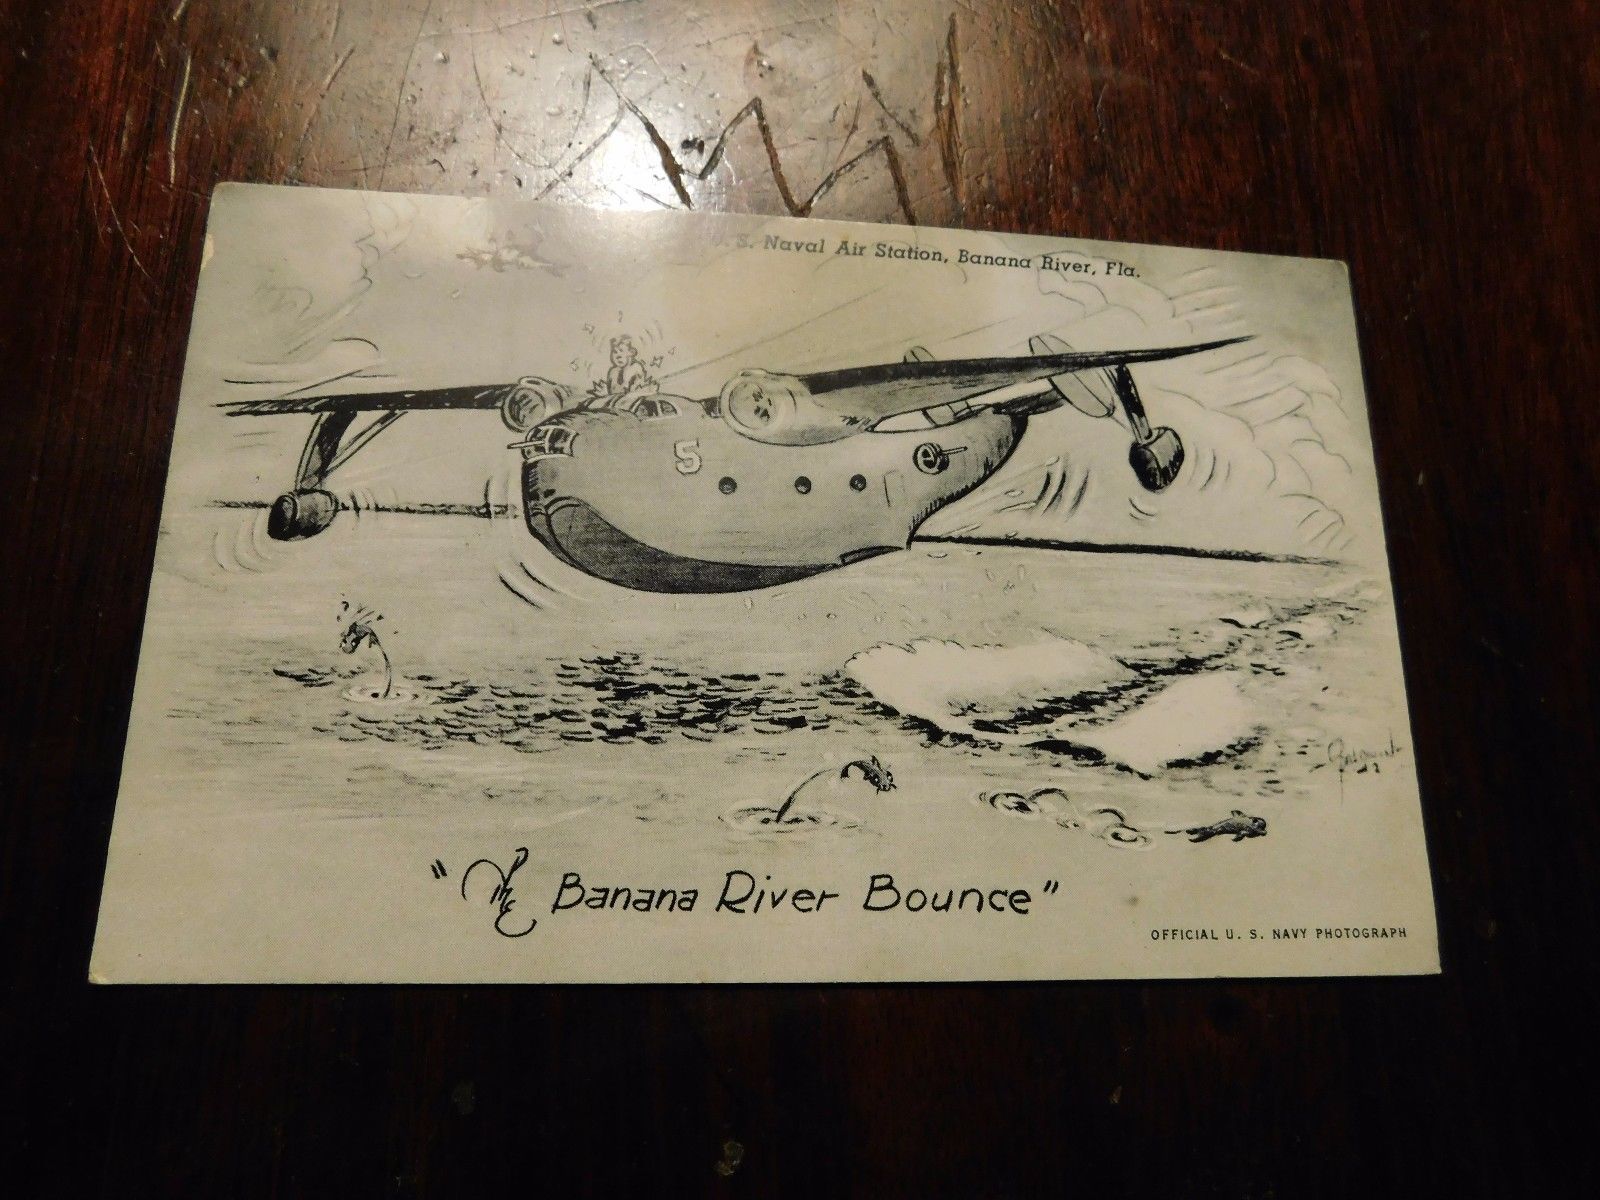 U. S. Naval Air Station, Banana River, Fla.
5
"The Banana River Bounce"
OFFICIAL U. S. NAVY PHOTOGRAPH